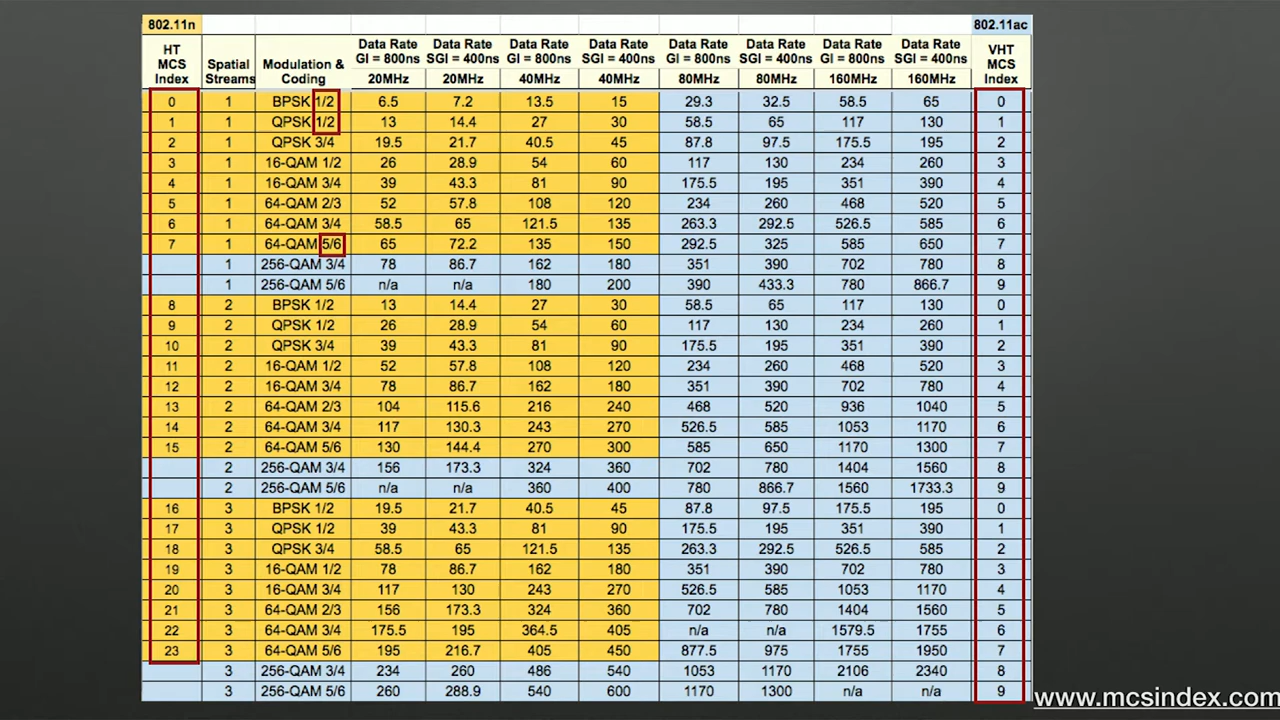 802.11n 802.11ac
HT Data Rate Data Rate Data Rate Data Rate Data Rate Data Rate Data Rate Data Rate VHT
MCS Spatial Modulation & GI = 800ns SGI = 400ns GI = 800ns SGI = 400ns GI = 800ns SGI = 400ns GI = 800ns SGI = 400ns MCS
Index Streams Coding 20MHz 20MHz 40MHz 40MHz 80MHz 80MHz 160MHz 160MHz Index
0 1 BPSK 1/2 6.5 7.2 13.5 15 29.3 32.5 58.5 65 0
1 1 QPSK 1/2 13 14.4 27 30 58.5 65 117 130 1
2 1 QPSK 3/4 19.5 21.7 40.5 45 87.8 97.5 175.5 195 2
3 1 16-QAM 1/2 26 28.9 54 60 117 130 234 260 3
4 1 16-QAM 3/4 39 43.3 81 90 175.5 195 351 390 4
5 1 64-QAM 2/3 52 57.8 108 120 234 260 468 520 5
6 1 64-QAM 3/4 58.5 65 121.5 135 263.3 292.5 526.5 585 6
7 1 64-QAM 5/6 65 72.2 135 150 292.5 325 585 650 7
1 256-QAM 3/4 78 86.7 162 180 351 390 702 780 8
1 256-QAM 5/6 n/a n/a 180 200 390 433.3 780 866.7 9
8 2 BPSK 1/2 13 14.4 27 30 58.5 65 117 130 0
9 2 QPSK 1/2 26 28.9 54 60 117 130 234 260 1
10 2 QPSK 3/4 39 43.3 81 90 175.5 195 351 390 2
11 2 16-QAM 1/2 52 57.8 108 120 234 260 468 520 3
12 2 16-QAM 3/4 78 86.7 162 180 351 390 702 780 4
13 2 64-QAM 2/3 104 115.6 216 240 468 520 936 1040 5
14 2 64-QAM 3/4 117 130.3 243 270 526.5 585 1053 1170 6
15 2 64-QAM 5/6 130 144.4 270 300 585 650 1170 1300 7
2 256-QAM 3/4 156 173.3 324 360 702 780 1404 1560 8
2 256-QAM 5/6 n/a n/a 360 400 780 866.7 1560 1733.3 9
16 3 BPSK 1/2 19.5 21.7 40.5 45 87.8 97.5 175.5 195 0
17 3 QPSK 1/2 39 43.3 81 90 175.5 195 351 390 1
18 3 QPSK 3/4 58.5 65 121.5 135 263.3 292.5 526.5 585 2
19 3 16-QAM 1/2 78 86.7 162 180 351 390 702 780 3
20 3 16-QAM 3/4 117 130 243 270 526.5 585 1053 1170 4
21 3 64-QAM 2/3 156 173.3 324 360 702 780 1404 1560 5
22 3 64-QAM 3/4 175.5 195 364.5 405 n/a n/a 1579.5 1755 6
23 3 64-QAM 5/6 195 216.7 405 450 877.5 975 1755 1950 7
3 256-QAM 3/4 234 260 486 540 1053 1170 2106 2340 8
3 256-QAM 5/6 260 288.9 540 600 1170 1300 n/a n/a 9
www.mcsindex.com